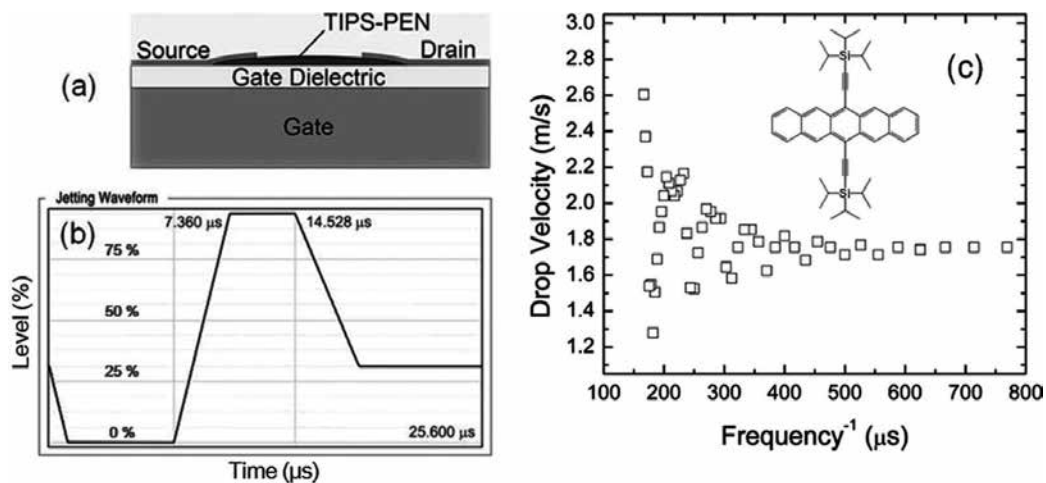 TIPS-PEN
Source
Drain
(a)
Gate Dielectric
Gate
Jetting Waveform
(b)
7.360 µs
14.528 µs
75 %
50 %
25 %
0 %
25.600 µs
Level (%)
Time (µs)
(c)
Si
Si
3.0
2.8
2.6
2.4
2.2
2.0
1.8
1.6
1.4
1.2
Drop Velocity (m/s)
100 200 300 400 500 600 700 800
Frequency⁻¹ (µs)